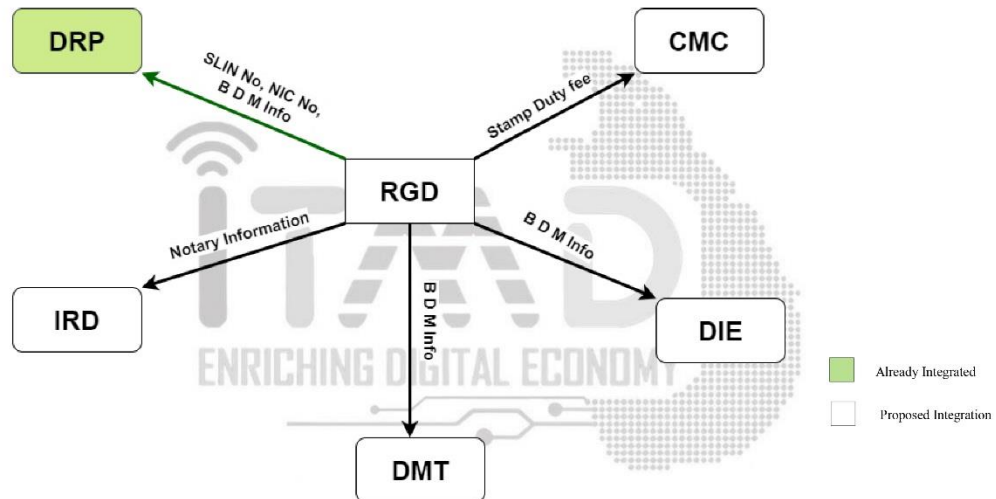 DRP
CMC
SLIN No, NIC No,
B D M Info
Stamp Duty fee
RGD
Notary Information
B D M Info
B D M Info
IRD
DIE
DMT
iTMD
ENRICHING DIGITAL ECONOMY
Already Integrated
Proposed Integration